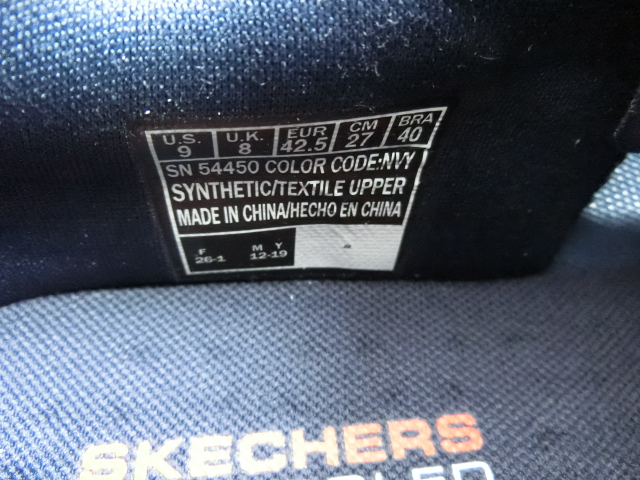 U.S. U.K. EUR CM BRA
9 8 42.5 27 40
SN 54450 COLOR CODE:NVY
SYNTHETIC/TEXTILE UPPER
MADE IN CHINA/HECHO EN CHINA
F M Y
26-1 12-19
SKECHERS